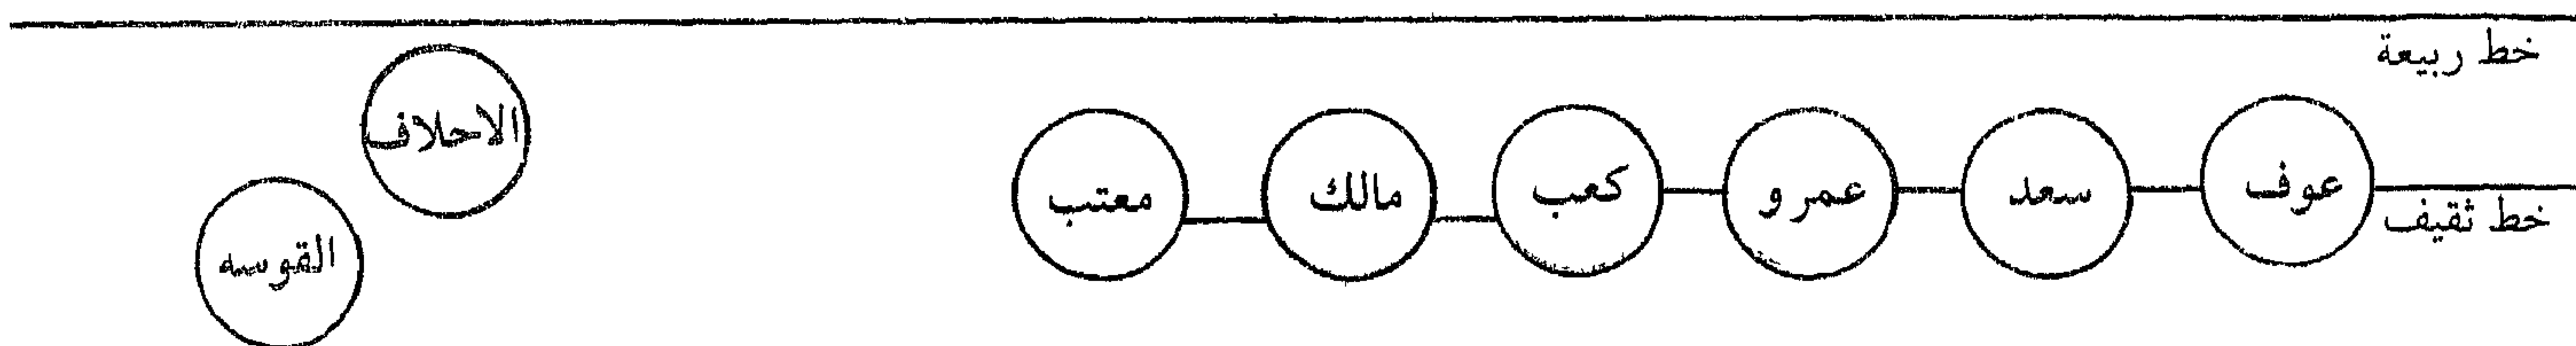 خط ربيعة
خط ثقيف
عوف
سعد
عمرو
كعب
مالك
معتب
الاحلاف
القوسه